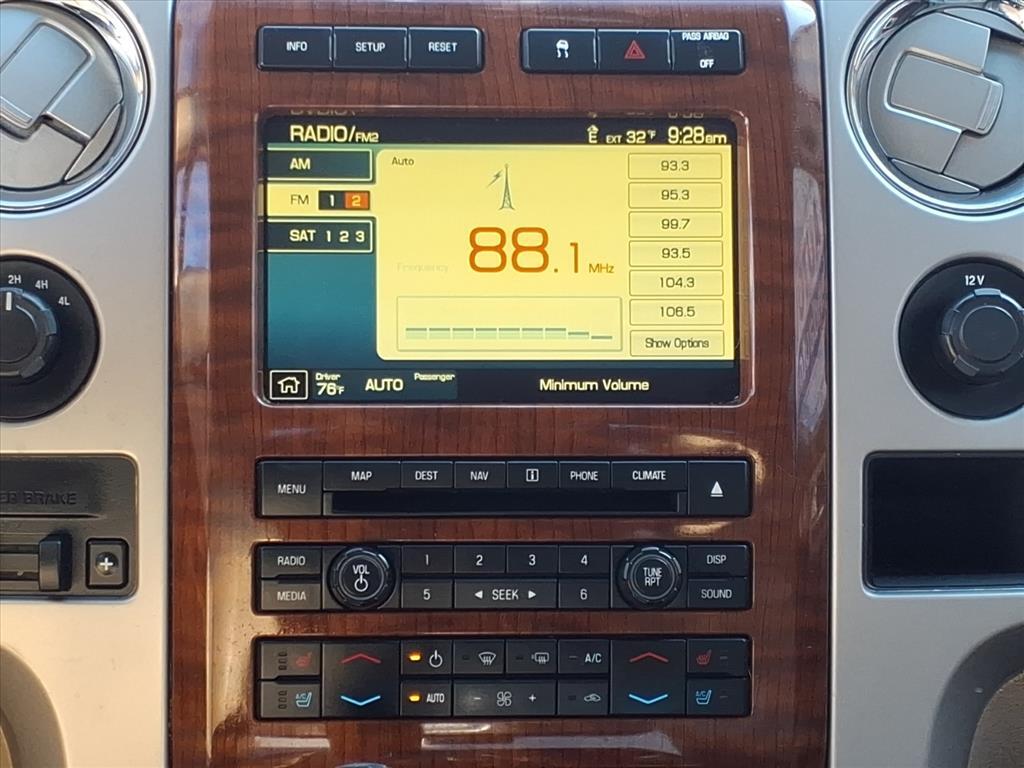 INFO SETUP RESET
PASS AIRBAG
OFF
RADIO/FM2 E EXT 32°F 9:28am
AM
Auto
93.3
FM 1 2
95.3
SAT 1 2 3
99.7
88.1 MHz
93.5
Frequency
104.3
106.5
Show Options
Driver
76°F
AUTO
Passenger
Minimum Volume
2H
4H
4L
12V
BRAKE
+
MENU MAP DEST NAV i PHONE CLIMATE
RADIO VOL 1 2 3 4 TUNE RPT DISP
MEDIA 5 ◄ SEEK ► 6 SOUND
A/C
A/C AUTO - + A/C